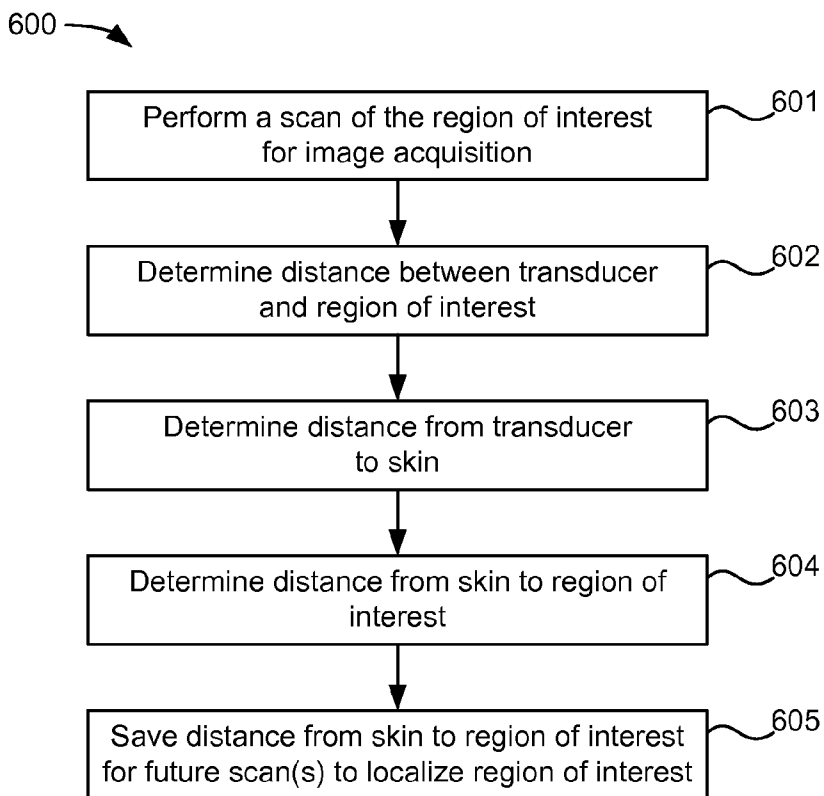 600
Perform a scan of the region of interest
for image acquisition
601
Determine distance between transducer
and region of interest
602
Determine distance from transducer
to skin
603
Determine distance from skin to region of
interest
604
Save distance from skin to region of interest
for future scan(s) to localize region of interest
605